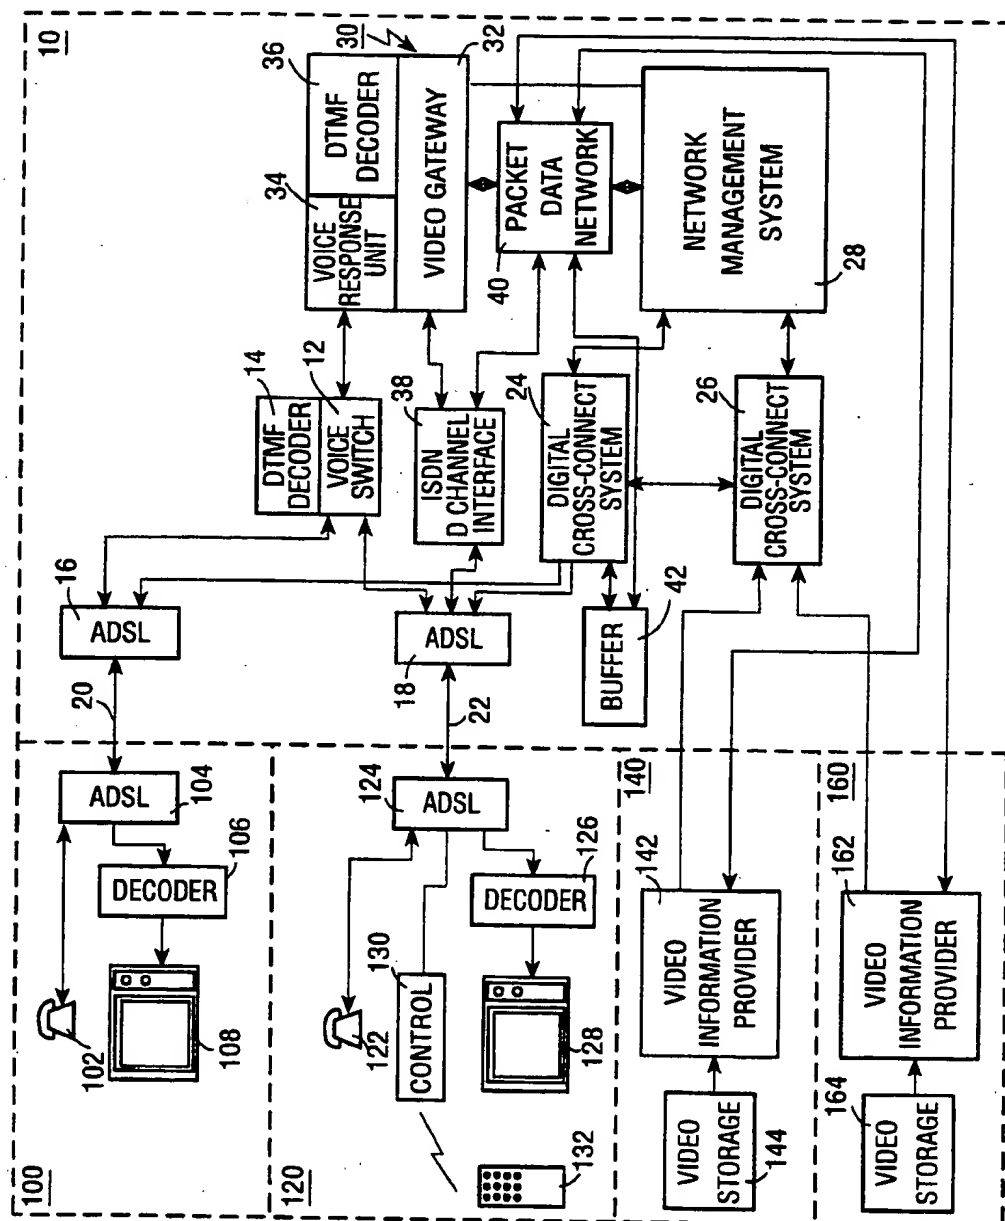 10
30
36
DTMF
DECODER
34
VOICE
RESPONSE
UNIT
32
VIDEO GATEWAY
PACKET
DATA
NETWORK
40
NETWORK
MANAGEMENT
SYSTEM
28
14
DTMF
DECODER
12
VOICE
SWITCH
38
ISDN
D CHANNEL
INTERFACE
24
DIGITAL
CROSS-CONNECT
SYSTEM
26
DIGITAL
CROSS-CONNECT
SYSTEM
16
ADSL
20
18
ADSL
22
BUFFER
42
100
ADSL
104
106
DECODER
102
108
120
124
ADSL
126
DECODER
122
130
CONTROL
128
132
140
142
VIDEO
INFORMATION
PROVIDER
VIDEO
STORAGE
144
160
162
VIDEO
INFORMATION
PROVIDER
164
VIDEO
STORAGE